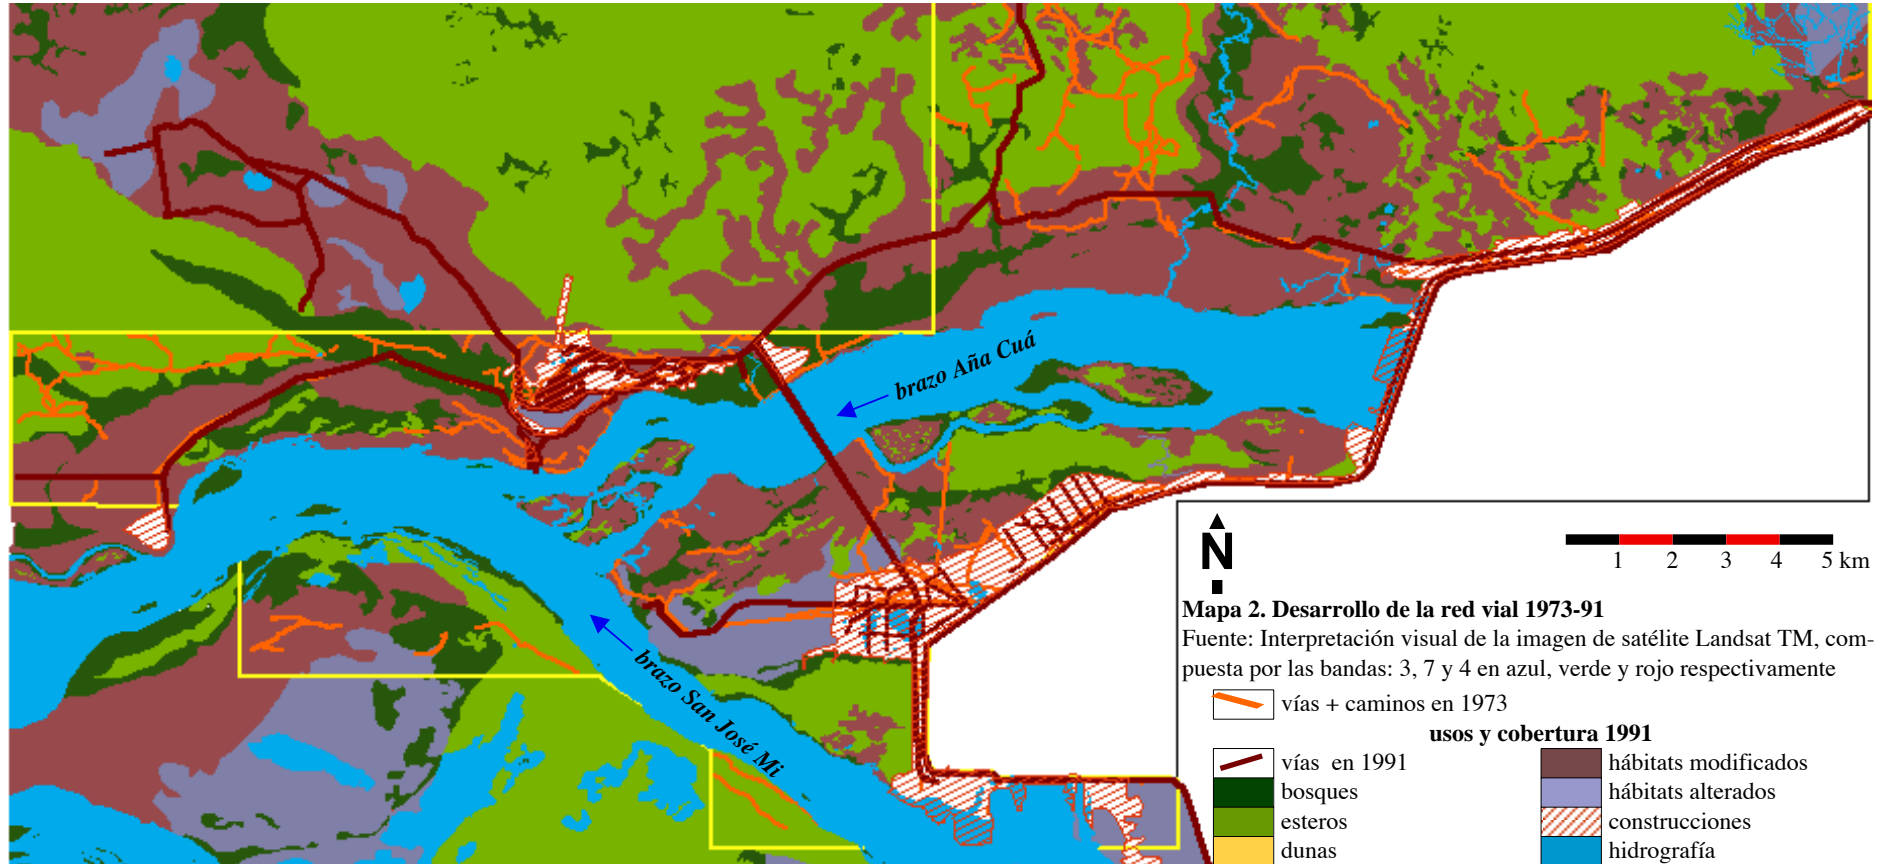 brazo Aña Cuá
brazo San José Mi
N
1 2 3 4 5 km
Mapa 2. Desarrollo de la red vial 1973-91
Fuente: Interpretación visual de la imagen de satélite Landsat TM, com-
puesta por las bandas: 3, 7 y 4 en azul, verde y rojo respectivamente
vías + caminos en 1973
usos y cobertura 1991
vías en 1991
bosques
esteros
dunas
hábitats modificados
hábitats alterados
construcciones
hidrografía